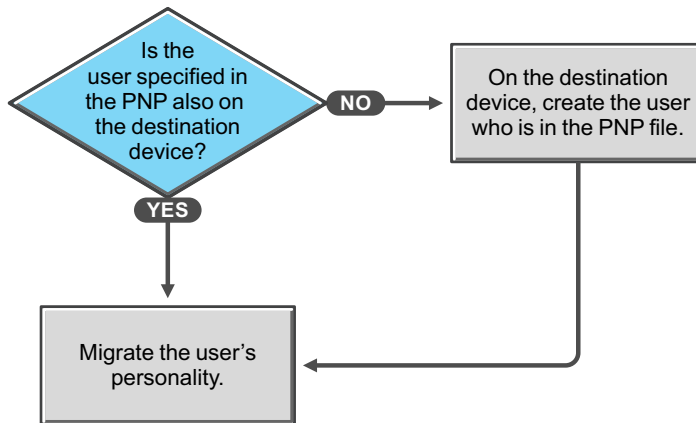 Is the
user specified in
the PNP also on
the destination
device?
NO
On the destination
device, create the user
who is in the PNP file.
YES
Migrate the user's
personality.